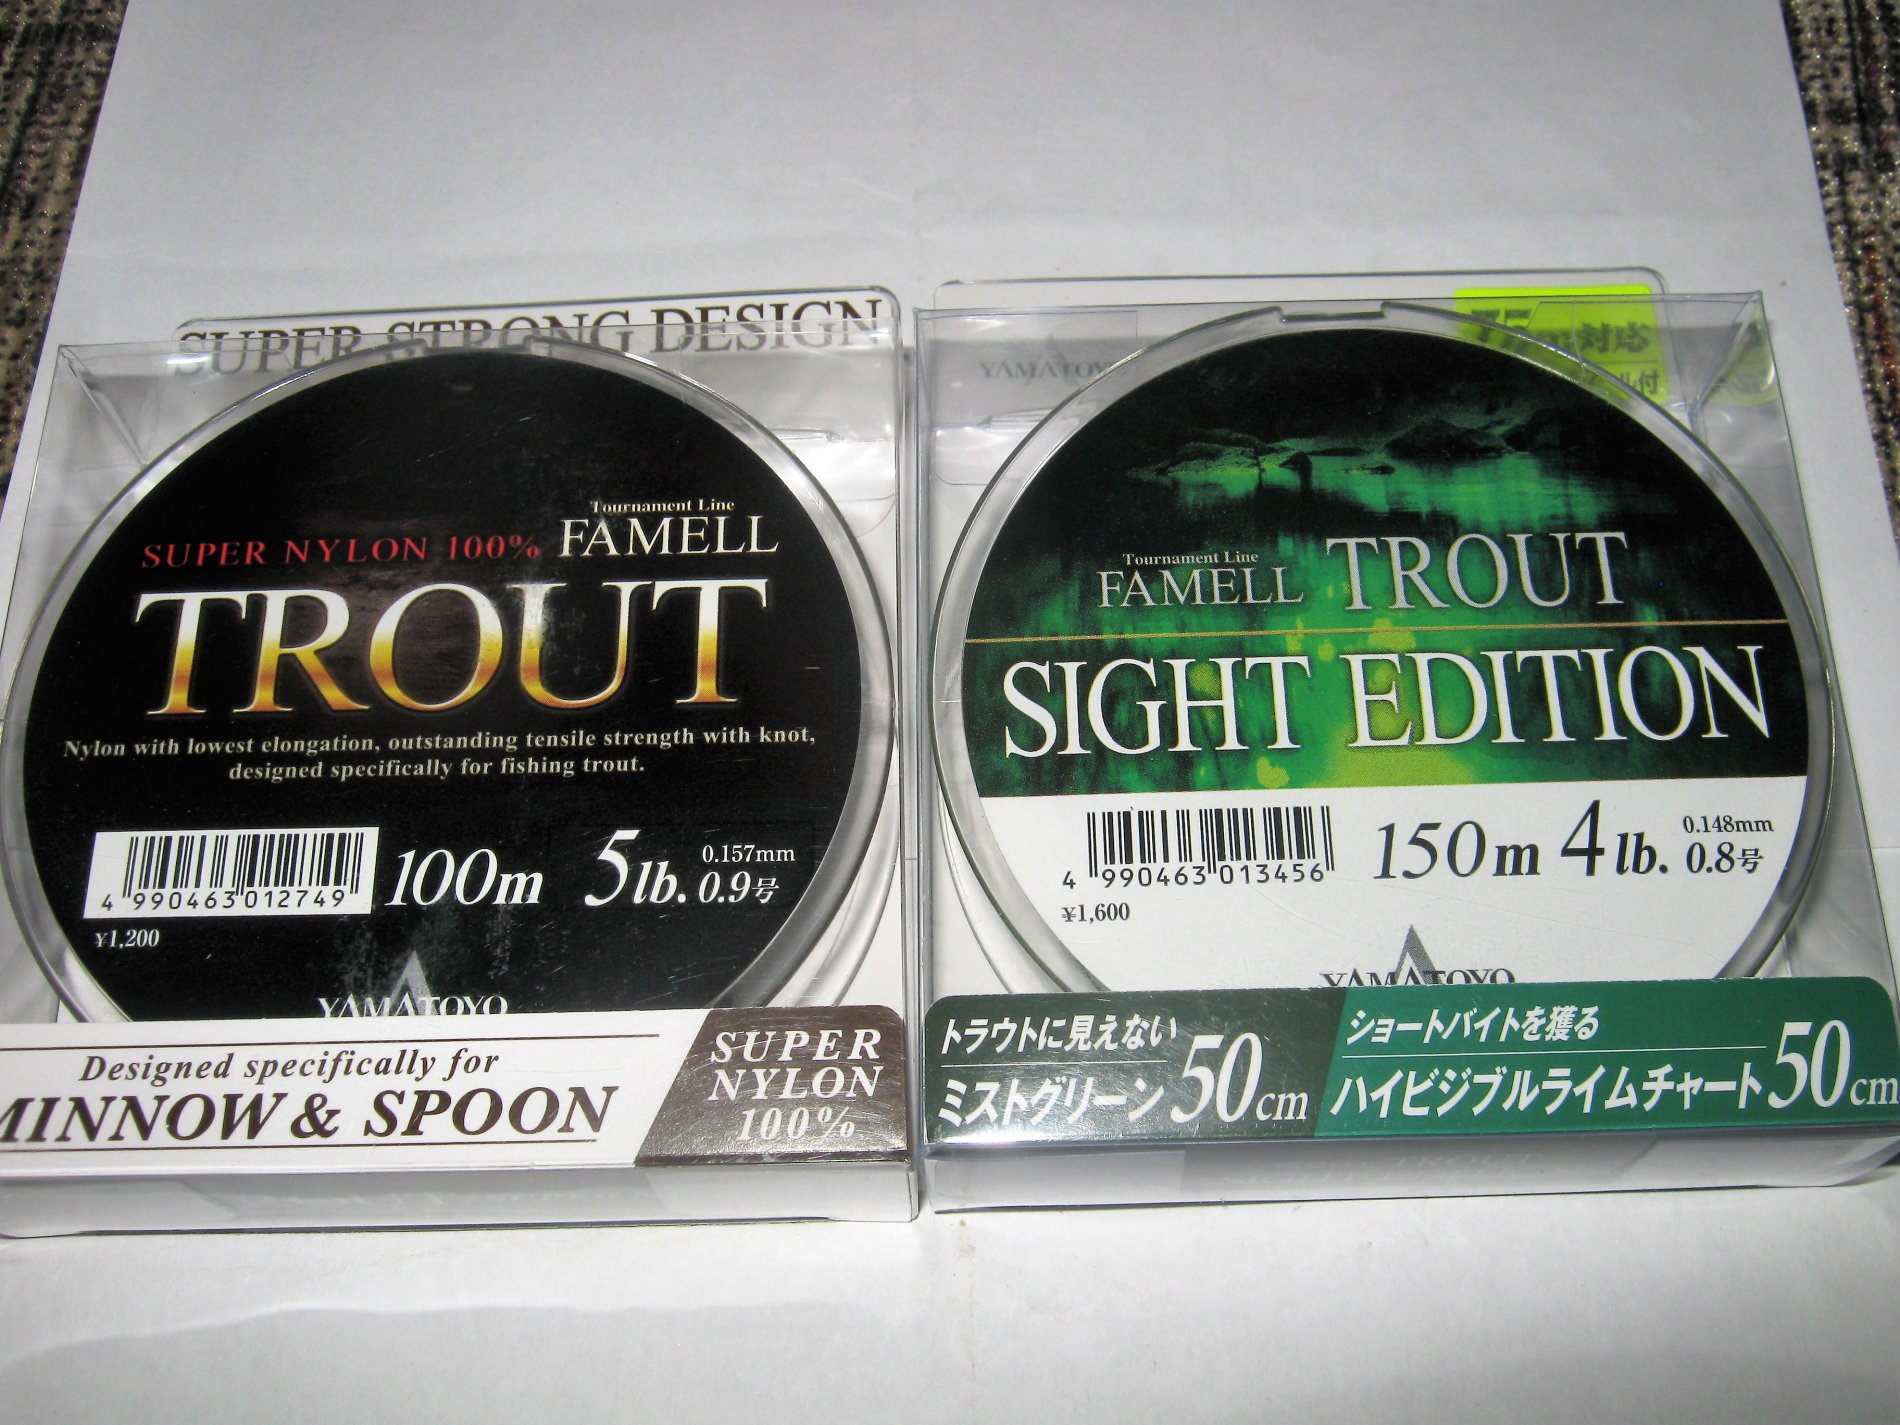 SUPER STRONG DESIGN
Tournament Line
SUPER NYLON 100% FAMELL
TROUT
Nylon with lowest elongation, outstanding tensile strength with knot,
designed specifically for fishing trout.
100m 5lb. 0.157mm 0.9号
4 990463 012749
¥1,200
YAMATOYO
Designed specifically for
MINNOW & SPOON
SUPER
NYLON
100%
YAMATOYO
対応
付
Tournament Line
FAMELL TROUT
SIGHT EDITION
150m 4lb. 0.148mm 0.8号
4 990463 013456
¥1,600
YAMATOYO
トラウトに見えない
ミストグリーン 50cm
ショートバイトを獲る
ハイビジブルライムチャート 50cm